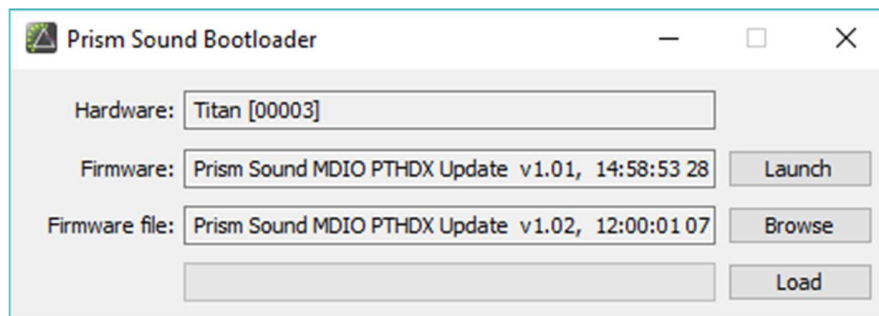 Prism Sound Bootloader
Hardware: Titan [00003]
Firmware: Prism Sound MDIO PTHDX Update v1.01, 14:58:53 28 Launch
Firmware file: Prism Sound MDIO PTHDX Update v1.02, 12:00:01 07 Browse
Load